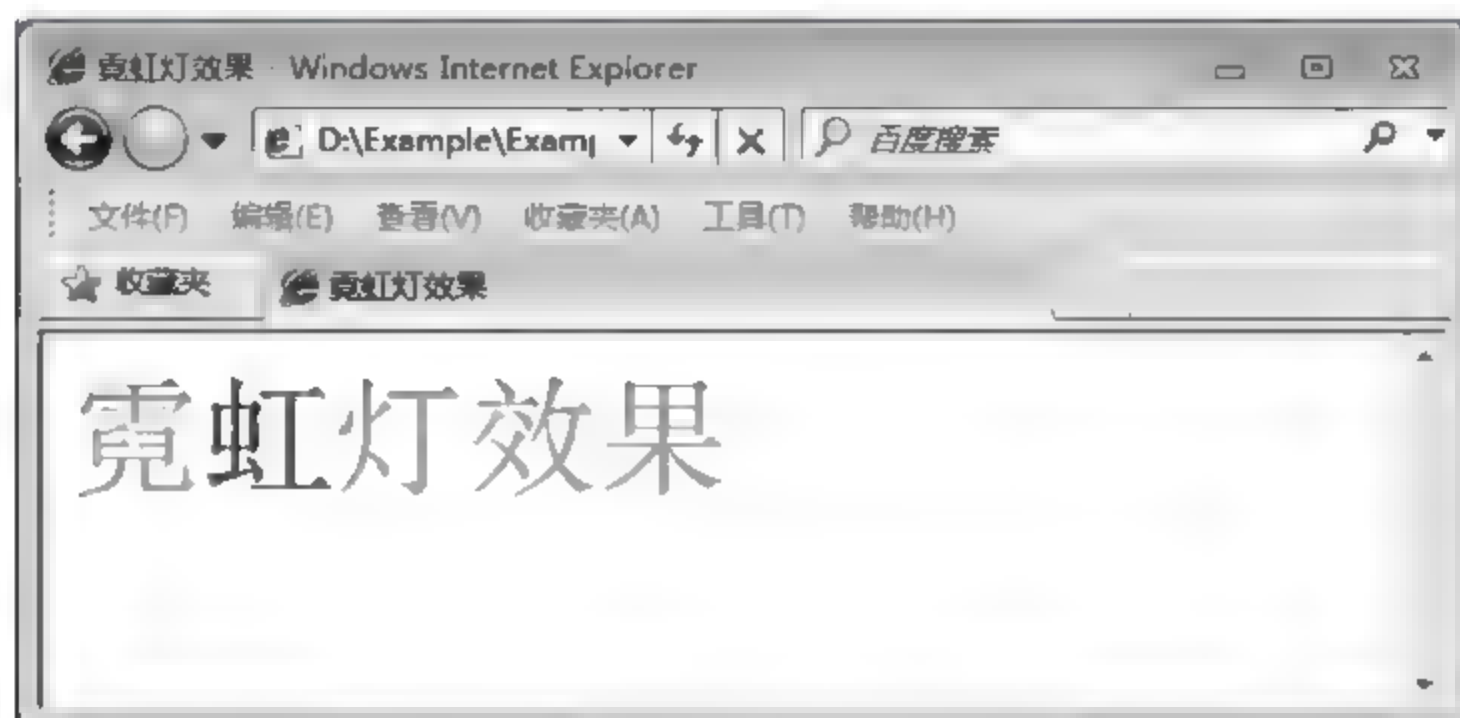 霓虹灯效果 - Windows Internet Explorer
D:\Example\Examp 百度搜索
文件(F) 编辑(E) 查看(V) 收藏夹(A) 工具(T) 帮助(H)
收藏夹 霓虹灯效果
霓虹灯效果